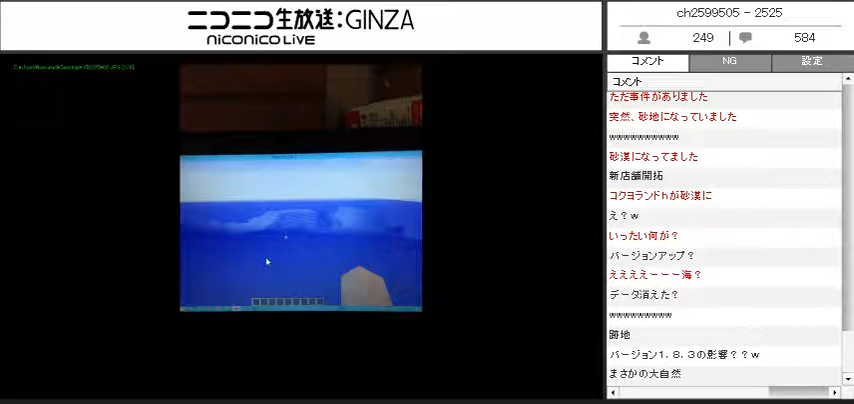 ニコニコ生放送:GINZA
niconico Live
ch2599505 - 2525
249 | 584
コメント NG 設定
コメント
ただ事件がありました
突然、砂地になっていました
wwwwwwwwww
砂漠になってました
新店舗開拓
コクヨランドhが砂漠に
え？w
いったい何が？
バージョンアップ？
ええええーーー海？
データ消えた？
wwwwwwwww
跡地
バージョン1.8.3の影響？？w
まさかの大自然